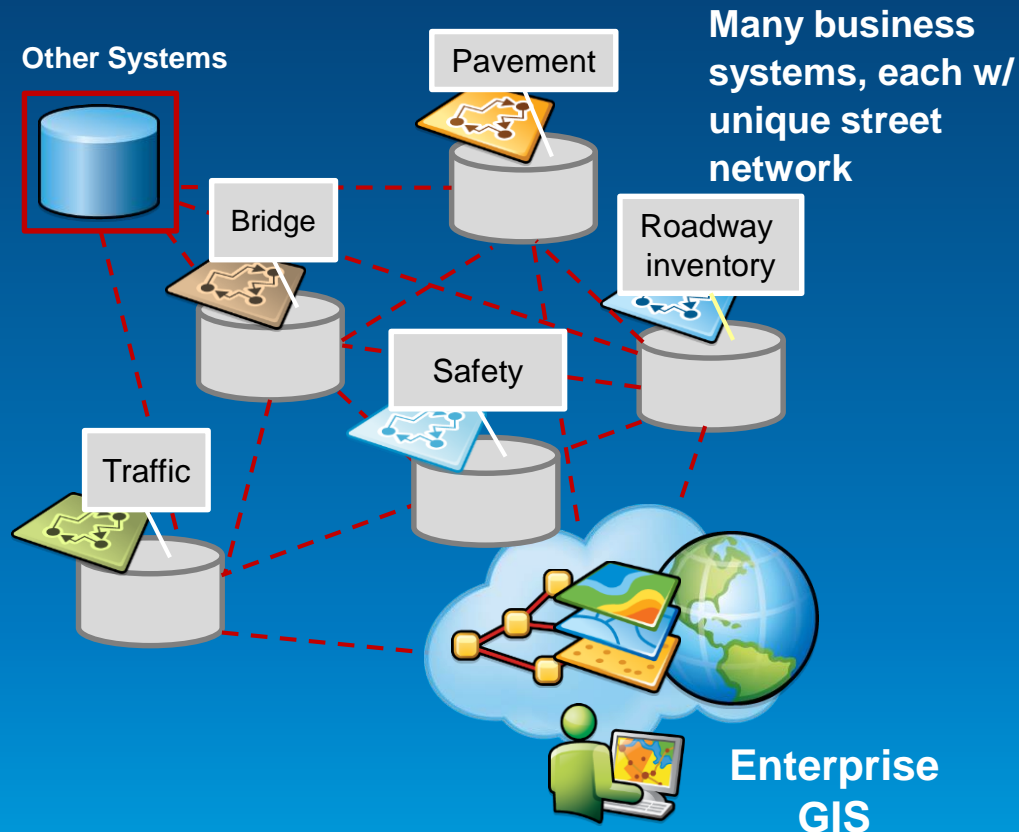 Other Systems
Pavement
Many business
systems, each w/
unique street
network
Bridge
Roadway
inventory
Safety
Traffic
Enterprise
GIS